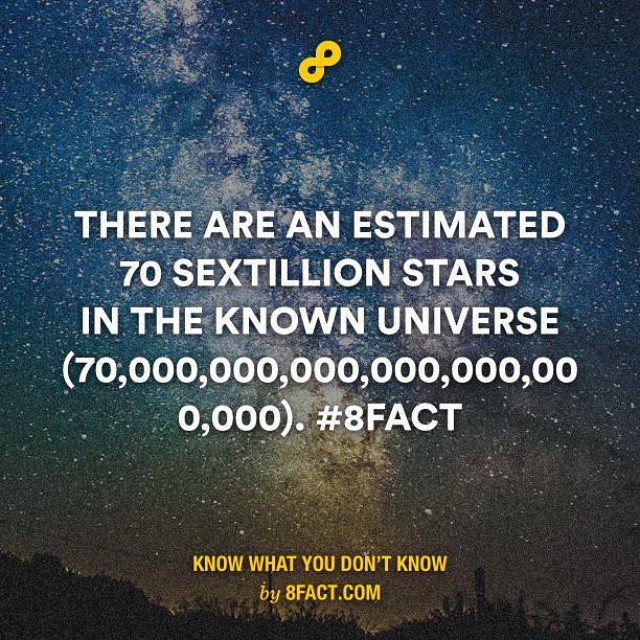 THERE ARE AN ESTIMATED
70 SEXTILLION STARS
IN THE KNOWN UNIVERSE
(70,000,000,000,000,000,00
0,000). #8FACT
KNOW WHAT YOU DON'T KNOW
by 8FACT.COM